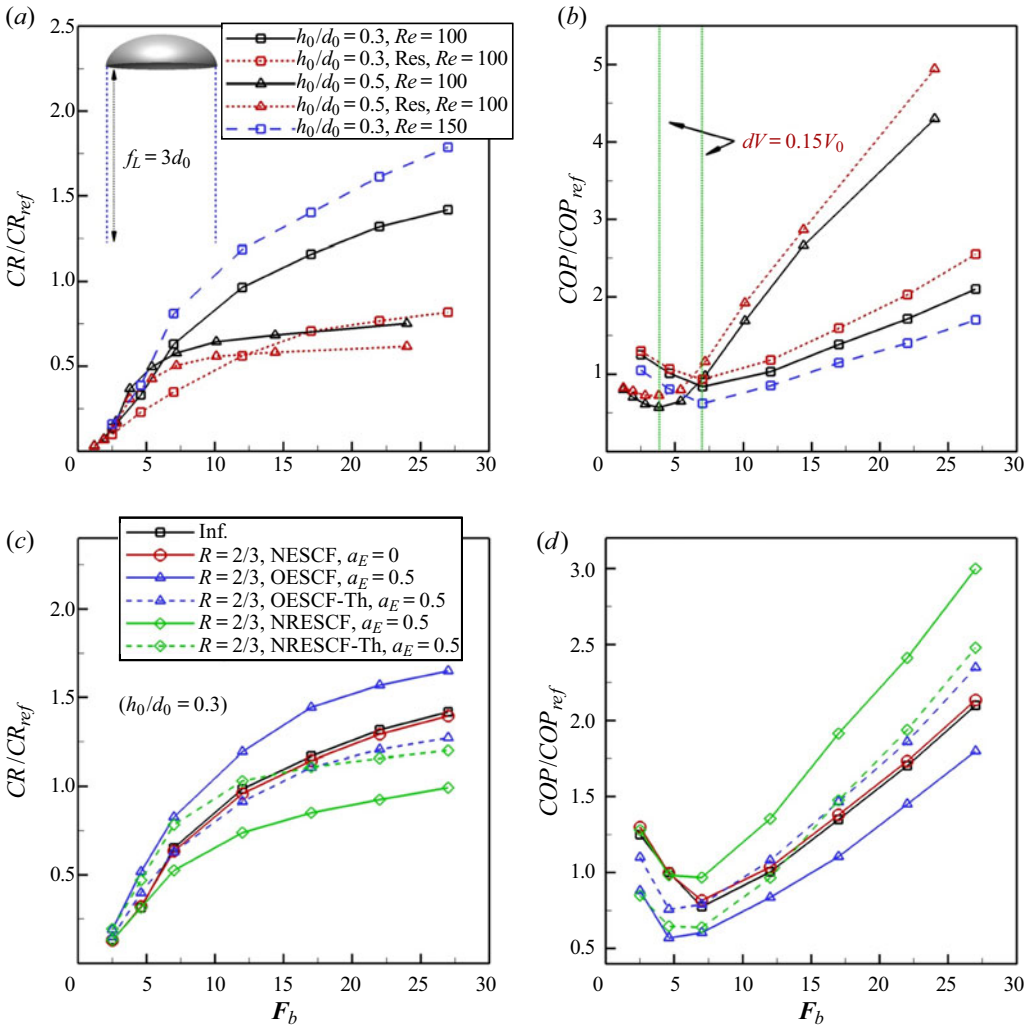 (a)
2.5
2.0
1.5
1.0
0.5
0
5
10
15
20
25
30
CR/CR_ref
f_L = 3d_0
h_0/d_0 = 0.3, Re = 100
h_0/d_0 = 0.3, Res, Re = 100
h_0/d_0 = 0.5, Re = 100
h_0/d_0 = 0.5, Res, Re = 100
h_0/d_0 = 0.3, Re = 150
(b)
5
4
3
2
1
0
0
5
10
15
20
25
30
COP/COP_ref
dV = 0.15V_0
(c)
Inf.
R = 2/3, NESCF, a_E = 0
R = 2/3, OESCF, a_E = 0.5
R = 2/3, OESCF-Th, a_E = 0.5
R = 2/3, NRESCF, a_E = 0.5
R = 2/3, NRESCF-Th, a_E = 0.5
(h_0/d_0 = 0.3)
2.0
1.5
1.0
0.5
0
5
10
15
20
25
30
CR/CR_ref
F_b
(d)
3.0
2.5
2.0
1.5
1.0
0.5
0
5
10
15
20
25
30
COP/COP_ref
F_b